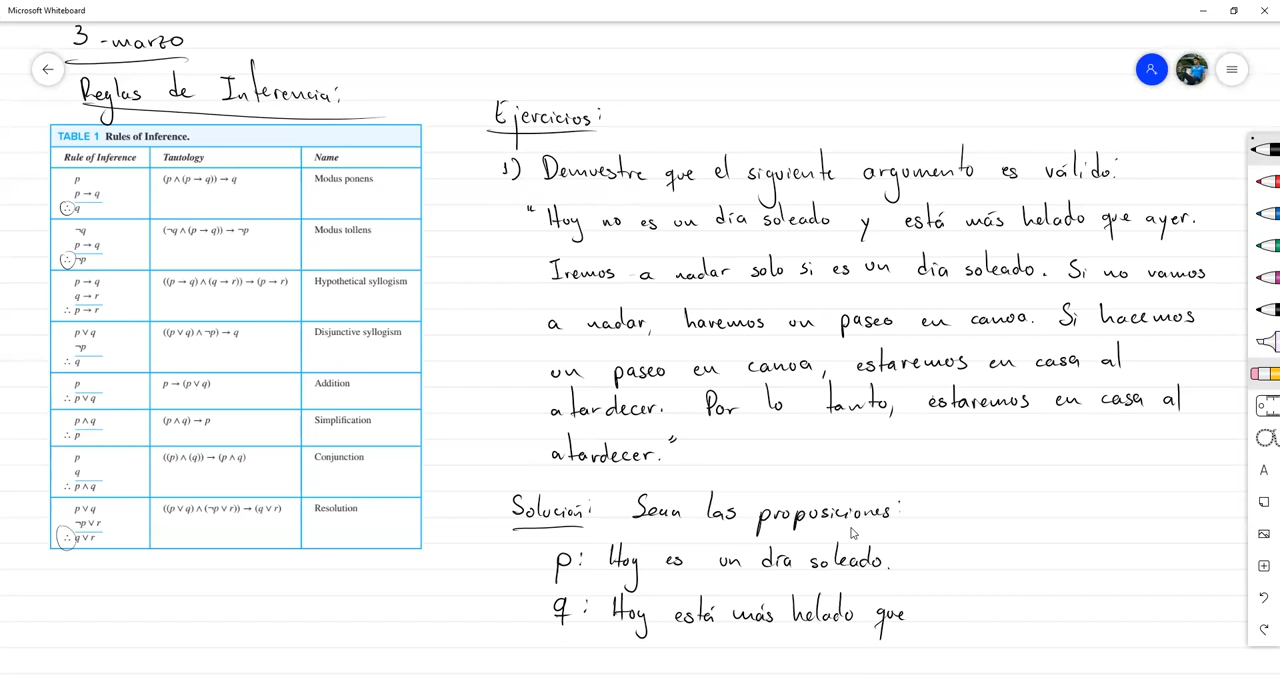 Microsoft Whiteboard
3-marzo
Reglas de Inferencia:
TABLE 1 Rules of Inference.
Rule of Inference Tautology Name
p
p → q
∴ q
(p ∧ (p → q)) → q
Modus ponens
¬q
p → q
∴ ¬p
(¬q ∧ (p → q)) → ¬p
Modus tollens
p → q
q → r
∴ p → r
((p → q) ∧ (q → r)) → (p → r)
Hypothetical syllogism
p ∨ q
¬p
∴ q
((p ∨ q) ∧ ¬p) → q
Disjunctive syllogism
p
∴ p ∨ q
p → (p ∨ q)
Addition
p ∧ q
∴ p
(p ∧ q) → p
Simplification
p
q
∴ p ∧ q
((p) ∧ (q)) → (p ∧ q)
Conjunction
p ∨ q
¬p ∨ r
∴ q ∨ r
((p ∨ q) ∧ (¬p ∨ r)) → (q ∨ r)
Resolution
Ejercicios:
1) Demuestre que el siguiente argumento es válido:
"Hoy no es un día soleado y está más helado que ayer.
Iremos a nadar solo si es un día soleado. Si no vamos
a nadar, haremos un paseo en canoa. Si hacemos
un paseo en canoa, estaremos en casa al
atardecer. Por lo tanto, estaremos en casa al
atardecer."
Solución: Sean las proposiciones:
p: Hoy es un día soleado.
q: Hoy está más helado que